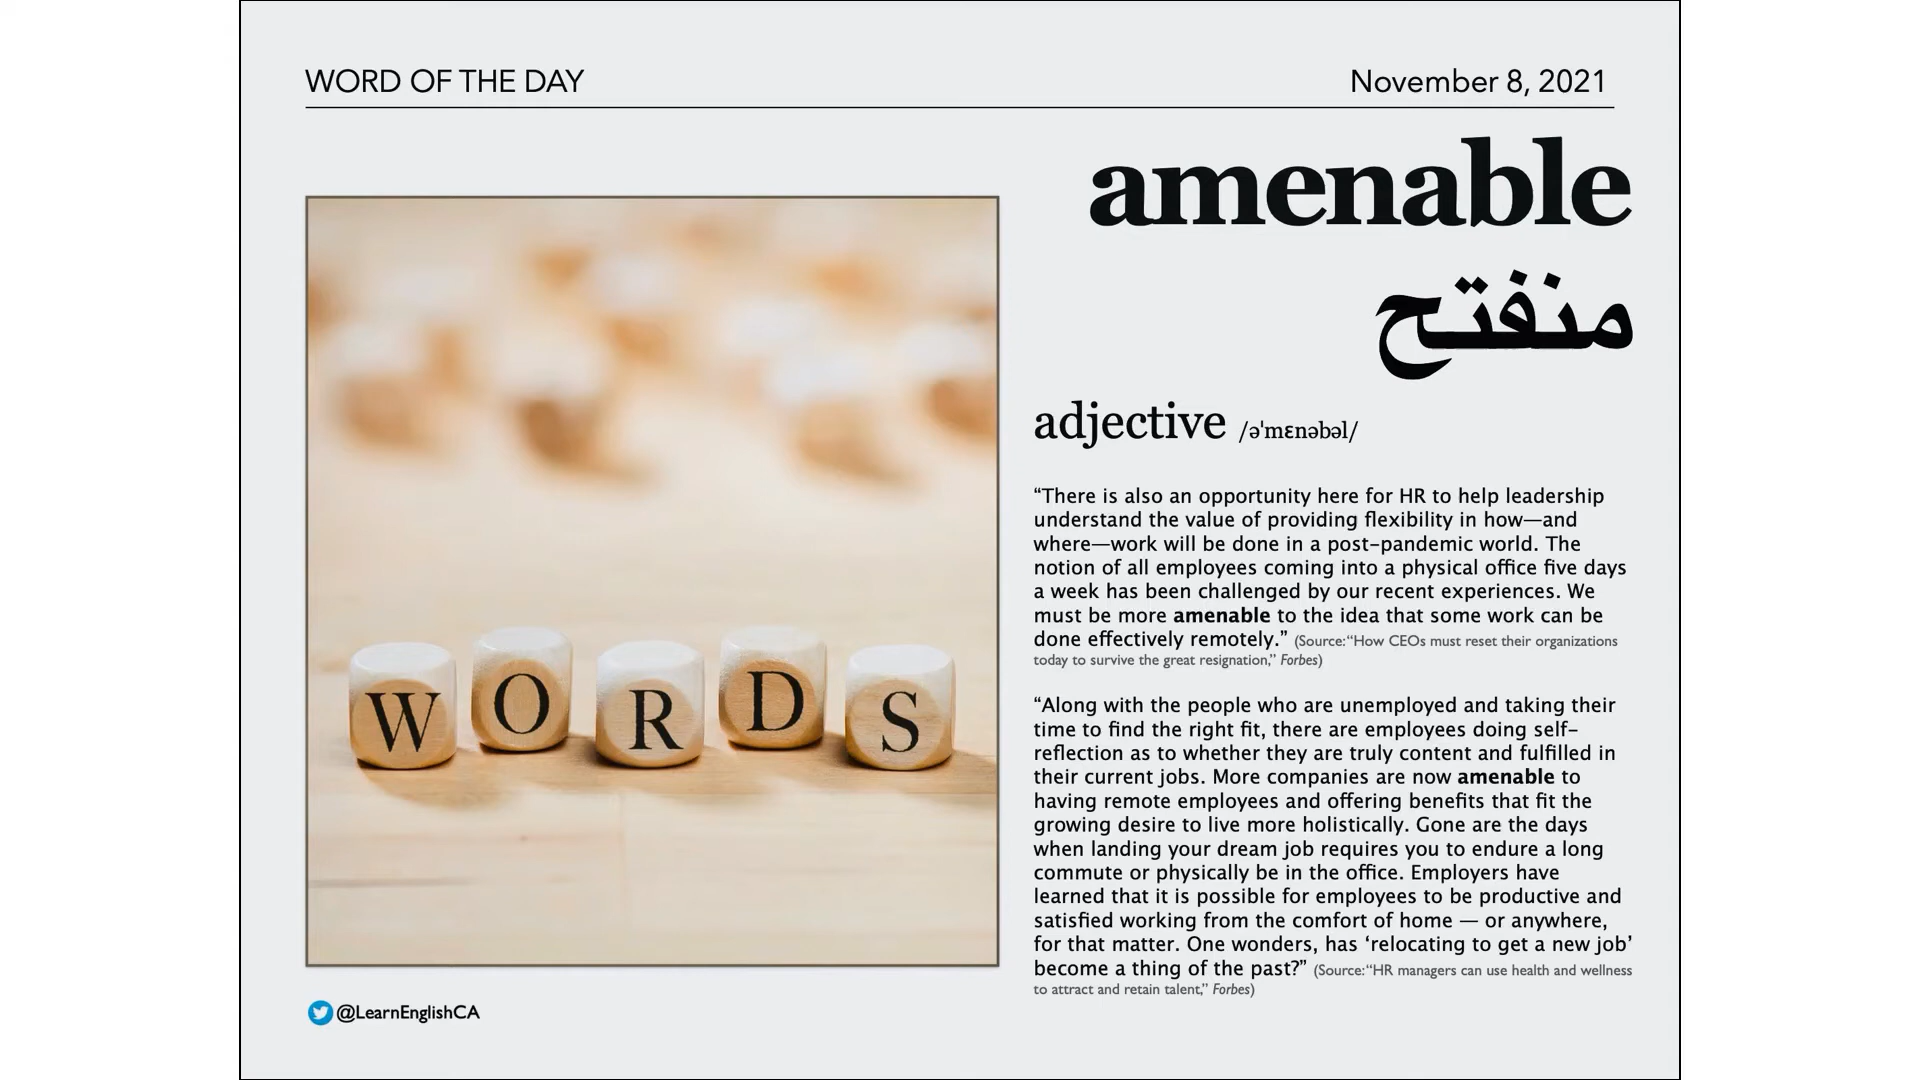 WORD OF THE DAY
November 8, 2021
amenable
منفتح
adjective /ə'mɛnəbəl/
“There is also an opportunity here for HR to help leadership
understand the value of providing flexibility in how—and
where—work will be done in a post-pandemic world. The
notion of all employees coming into a physical office five days
a week has been challenged by our recent experiences. We
must be more amenable to the idea that some work can be
done effectively remotely.” (Source:“How CEOs must reset their organizations
today to survive the great resignation,” Forbes)
“Along with the people who are unemployed and taking their
time to find the right fit, there are employees doing self-
reflection as to whether they are truly content and fulfilled in
their current jobs. More companies are now amenable to
having remote employees and offering benefits that fit the
growing desire to live more holistically. Gone are the days
when landing your dream job requires you to endure a long
commute or physically be in the office. Employers have
learned that it is possible for employees to be productive and
satisfied working from the comfort of home — or anywhere,
for that matter. One wonders, has ‘relocating to get a new job’
become a thing of the past?” (Source:“HR managers can use health and wellness
to attract and retain talent,” Forbes)
WORDS
@LearnEnglishCA